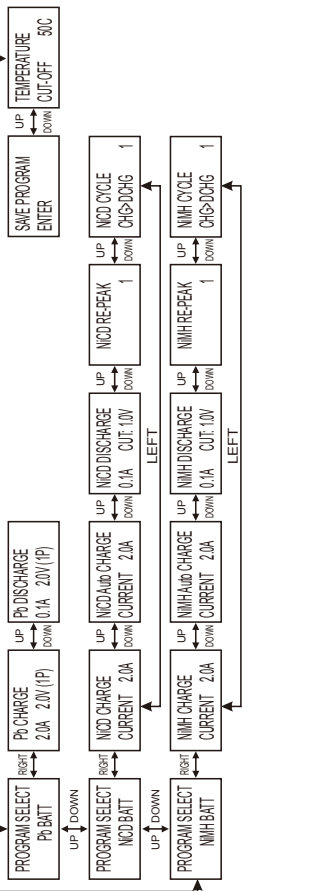 PROGRAM SELECT
Pb BATT
RIGHT
Pb CHARGE
2.0A 2.0V (1P)
UP
DOWN
Pb DISCHARGE
0.1A 2.0V (1P)
SAVE PROGRAM
ENTER
UP
DOWN
TEMPERATURE
CUT-OFF 50C
UP DOWN
PROGRAM SELECT
NiCD BATT
RIGHT
NiCD CHARGE
CURRENT 2.0A
UP
DOWN
NiCD Auto CHARGE
CURRENT 2.0A
UP
DOWN
NiCD DISCHARGE
0.1A CUT: 1.0V
UP
DOWN
NiCD RE-PEAK
1
UP
DOWN
NiCD CYCLE
CHG>DCHG 1
LEFT
UP DOWN
PROGRAM SELECT
NiMH BATT
RIGHT
NiMH CHARGE
CURRENT 2.0A
UP
DOWN
NiMH Auto CHARGE
CURRENT 2.0A
UP
DOWN
NiMH DISCHARGE
0.1A CUT: 1.0V
UP
DOWN
NiMH RE-PEAK
1
UP
DOWN
NiMH CYCLE
CHG>DCHG 1
LEFT